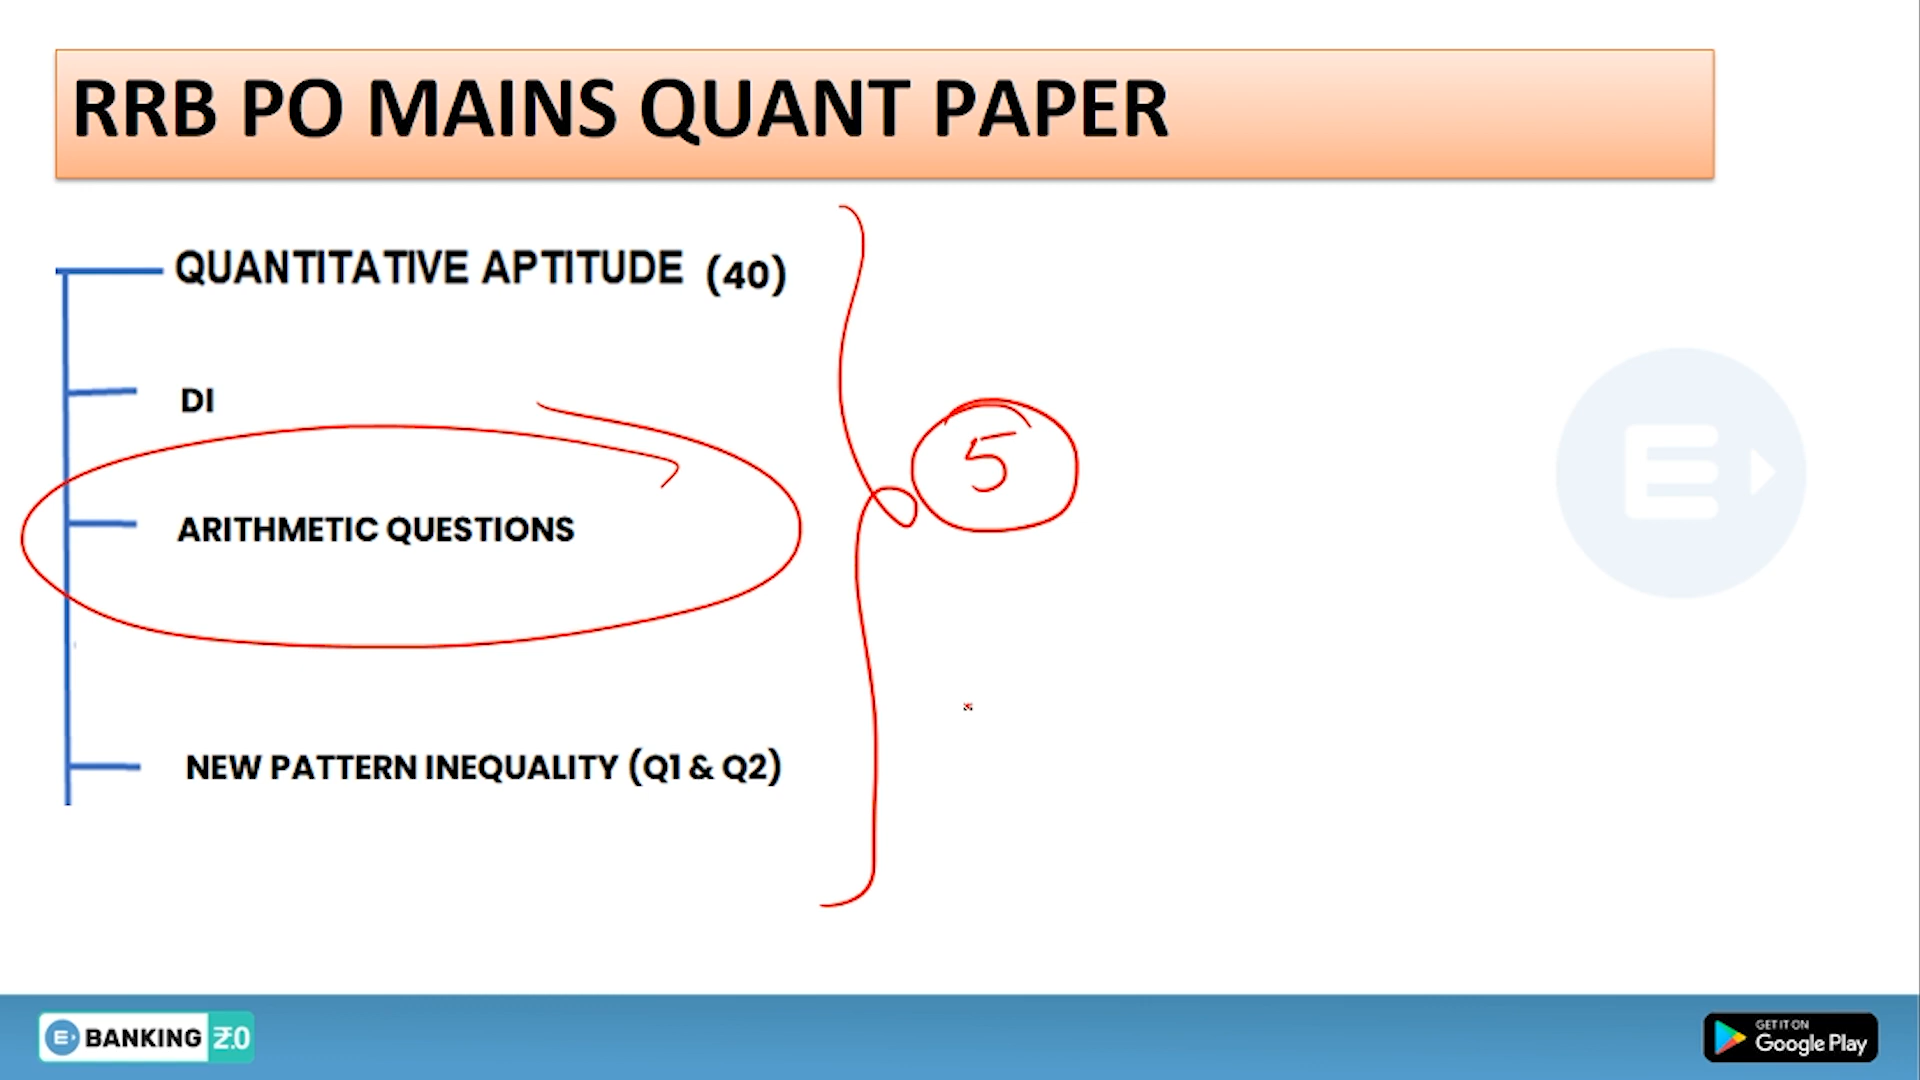 RRB PO MAINS QUANT PAPER
QUANTITATIVE APTITUDE (40)
DI
ARITHMETIC QUESTIONS
5
NEW PATTERN INEQUALITY (Q1 & Q2)
E BANKING 2.0
GET IT ON
Google Play